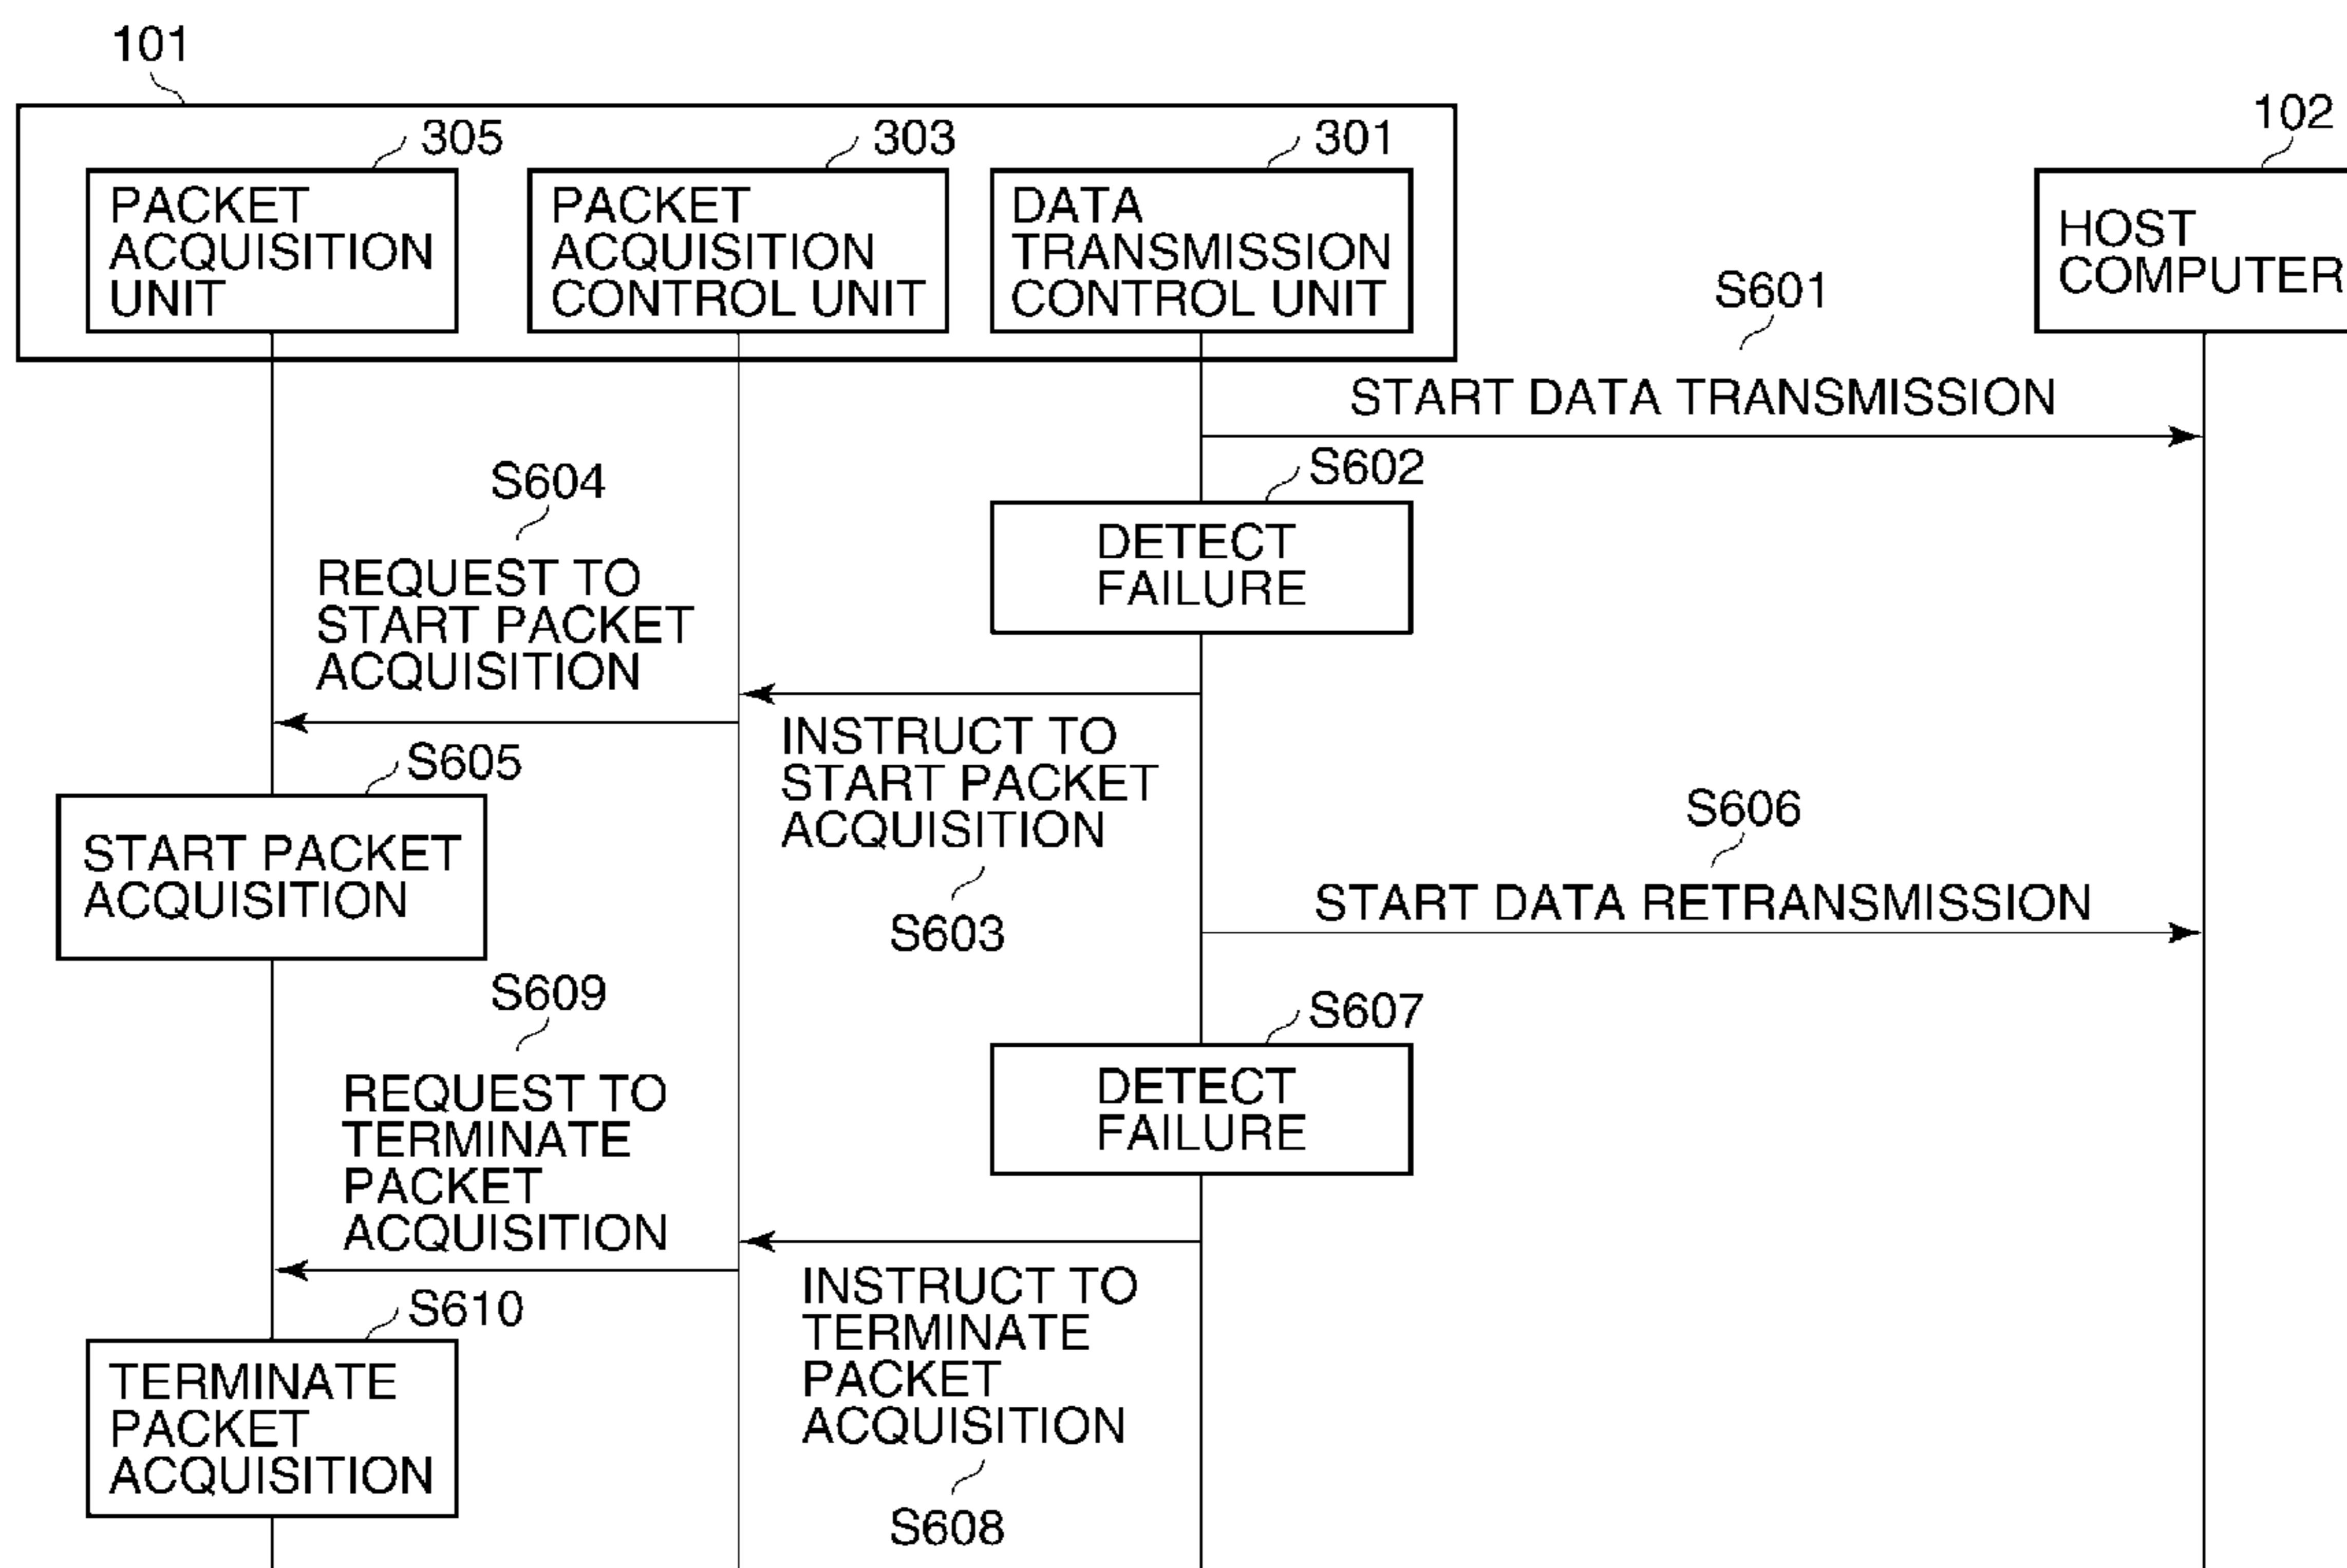 101
102
305
303
301
PACKET
ACQUISITION
UNIT
PACKET
ACQUISITION
CONTROL UNIT
DATA
TRANSMISSION
CONTROL UNIT
HOST
COMPUTER
S601
START DATA TRANSMISSION
S602
DETECT
FAILURE
S604
REQUEST TO
START PACKET
ACQUISITION
INSTRUCT TO
START PACKET
ACQUISITION
S603
S605
START PACKET
ACQUISITION
S606
START DATA RETRANSMISSION
S607
DETECT
FAILURE
S609
REQUEST TO
TERMINATE
PACKET
ACQUISITION
INSTRUCT TO
TERMINATE
PACKET
ACQUISITION
S608
S610
TERMINATE
PACKET
ACQUISITION